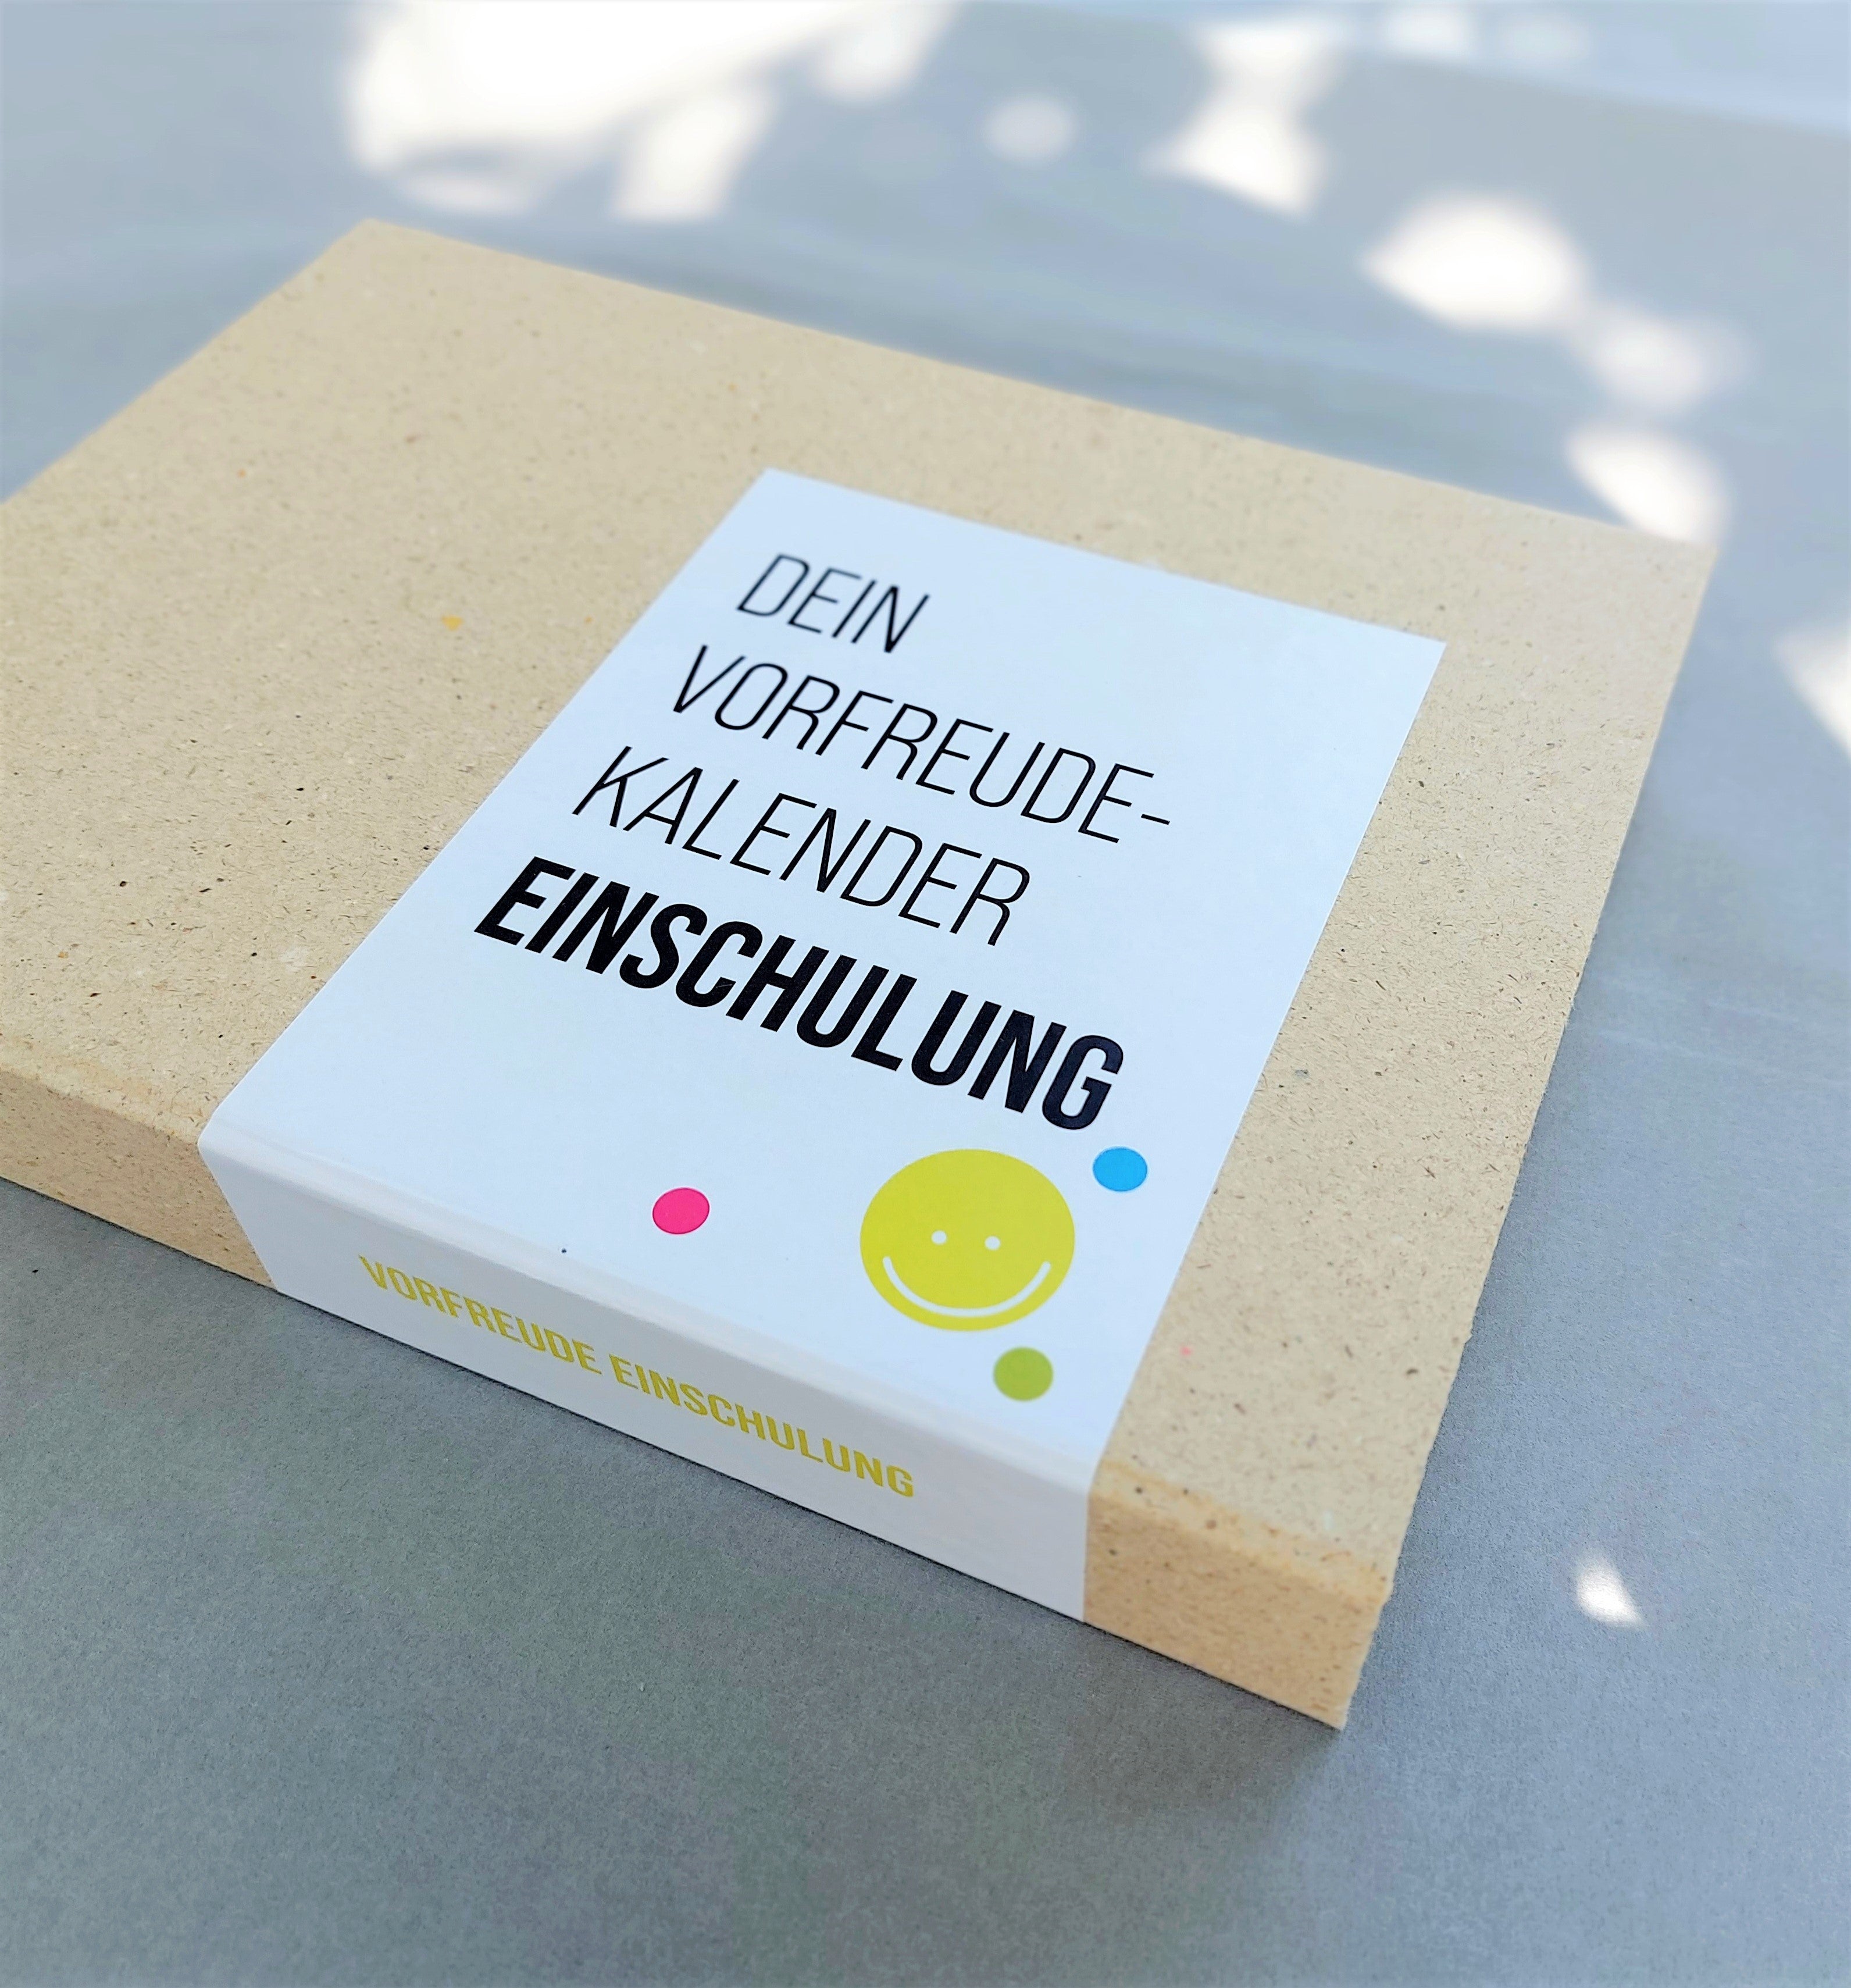 DEIN
VORFREUDE-
KALENDER
EINSCHULUNG
VORFREUDE EINSCHULUNG